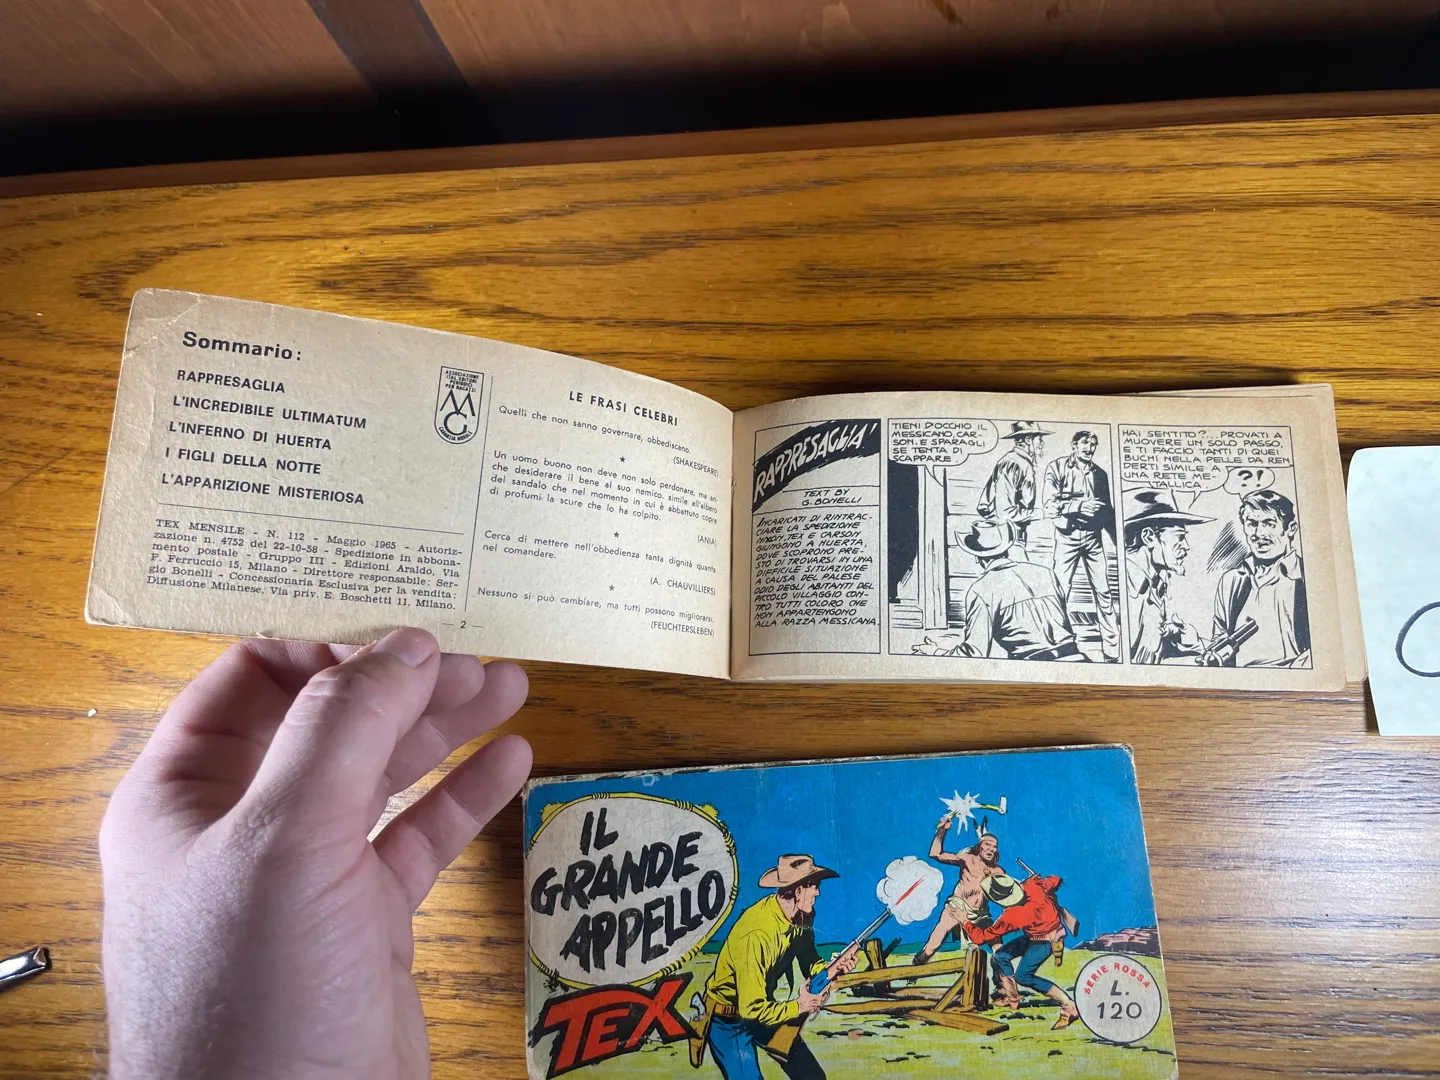 Sommario:
RAPPRESAGLIA
L'INCREDIBILE ULTIMATUM
L'INFERNO DI HUERTA
I FIGLI DELLA NOTTE
L'APPARIZIONE MISTERIOSA
TEX MENSILE - N. 112 - Maggio 1965 - Autoriz-
zazione n. 4752 del 22-10-58 - Spedizione in abbona-
mento postale - Gruppo III - Edizioni Araldo, Via
F. Ferruccio 15, Milano - Direttore responsabile: Ser-
gio Bonelli - Concessionaria Esclusiva per la vendita:
Diffusione Milanese, Via priv. E. Boschetti 11, Milano.
ASSOCIAZIONE
ITAL. EDITORI
PERIODICI
PER RAGAZZI
MG
GARANZIA MORALE
LE FRASI CELEBRI
Quelli che non sanno governare, obbediscano.
(SHAKESPEARE)
Un uomo buono non deve non solo perdonare, ma an-
che desiderare il bene al suo nemico, simile all'albero
del sandalo che nel momento in cui è abbattuto copre
di profumi la scure che lo ha colpito.
(ANIA)
Cerca di mettere nell'obbedienza tanta dignità quanta
nel comandare.
(A. CHAUVILLIERS)
Nessuno si può cambiare, ma tutti possono migliorarsi.
(FEUCHTERSLEBEN)
— 2 —
RAPPRESAGLIA!
TEXT BY
G. BONELLI
INCARICATI DI RINTRAC-
CIARE LA SPEDIZIONE
NIXON, TEX E CARSON
GIUNGONO A HUERTA,
DOVE SCOPRONO PRE-
STO DI TROVARSI IN UNA
DIFFICILE SITUAZIONE
A CAUSA DEL PALESE
ODIO DEGLI ABITANTI DEL
PICCOLO VILLAGGIO CON-
TRO TUTTI COLORO CHE
NON APPARTENGONO
ALLA RAZZA MESSICANA.
TIENI D'OCCHIO IL
MESSICANO, CAR-
SON, E SPARAGLI
SE TENTA DI
SCAPPARE.
HAI SENTITO?... PROVATI A
MUOVERE UN SOLO PASSO,
E TI FACCIO TANTI DI QUEI
BUCHI NELLA PELLE DA REN
DERTI SIMILE A
UNA RETE ME-
TALLICA.
?!
IL
GRANDE
APPELLO
TEX
SERIE ROSSA
L.
120